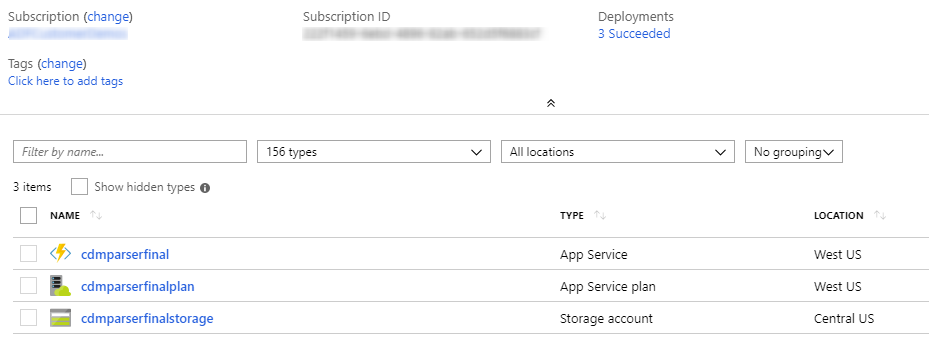 Subscription (change)
Subscription ID
Deployments
3 Succeeded
Tags (change)
Click here to add tags
Filter by name...
156 types
All locations
No grouping
3 items
Show hidden types
NAME TYPE LOCATION
cdmparserfinal App Service West US
cdmparserfinalplan App Service plan West US
cdmparserfinalstorage Storage account Central US